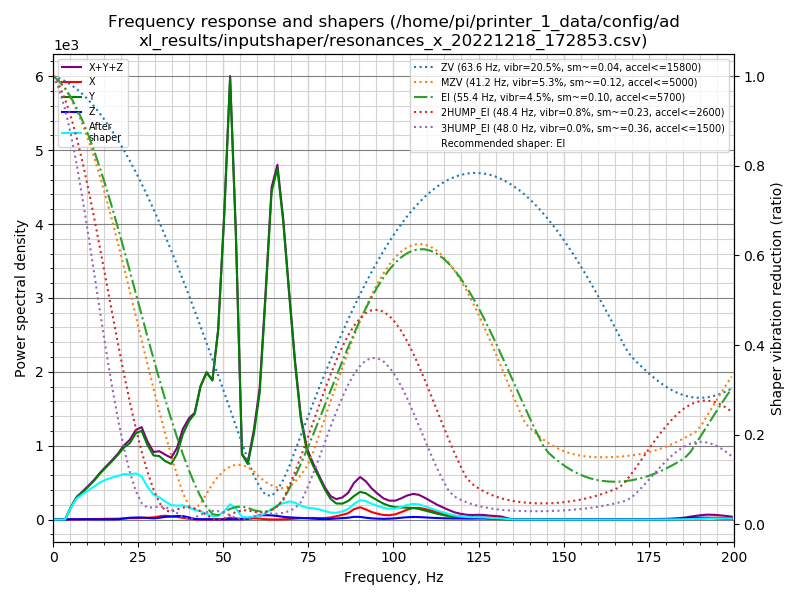 Frequency response and shapers (/home/pi/printer_1_data/config/ad
xl_results/inputshaper/resonances_x_20221218_172853.csv)
1e3
X+Y+Z
X
Y
Z
After
shaper
ZV (63.6 Hz, vibr=20.5%, sm~=0.04, accel<=15800)
MZV (41.2 Hz, vibr=5.3%, sm~=0.12, accel<=5000)
EI (55.4 Hz, vibr=4.5%, sm~=0.10, accel<=5700)
2HUMP_EI (48.4 Hz, vibr=0.8%, sm~=0.23, accel<=2600)
3HUMP_EI (48.0 Hz, vibr=0.0%, sm~=0.36, accel<=1500)
Recommended shaper: EI
Power spectral density
6
5
4
3
2
1
0
1.0
0.8
0.6
0.4
0.2
0.0
Shaper vibration reduction (ratio)
0 25 50 75 100 125 150 175 200
Frequency, Hz